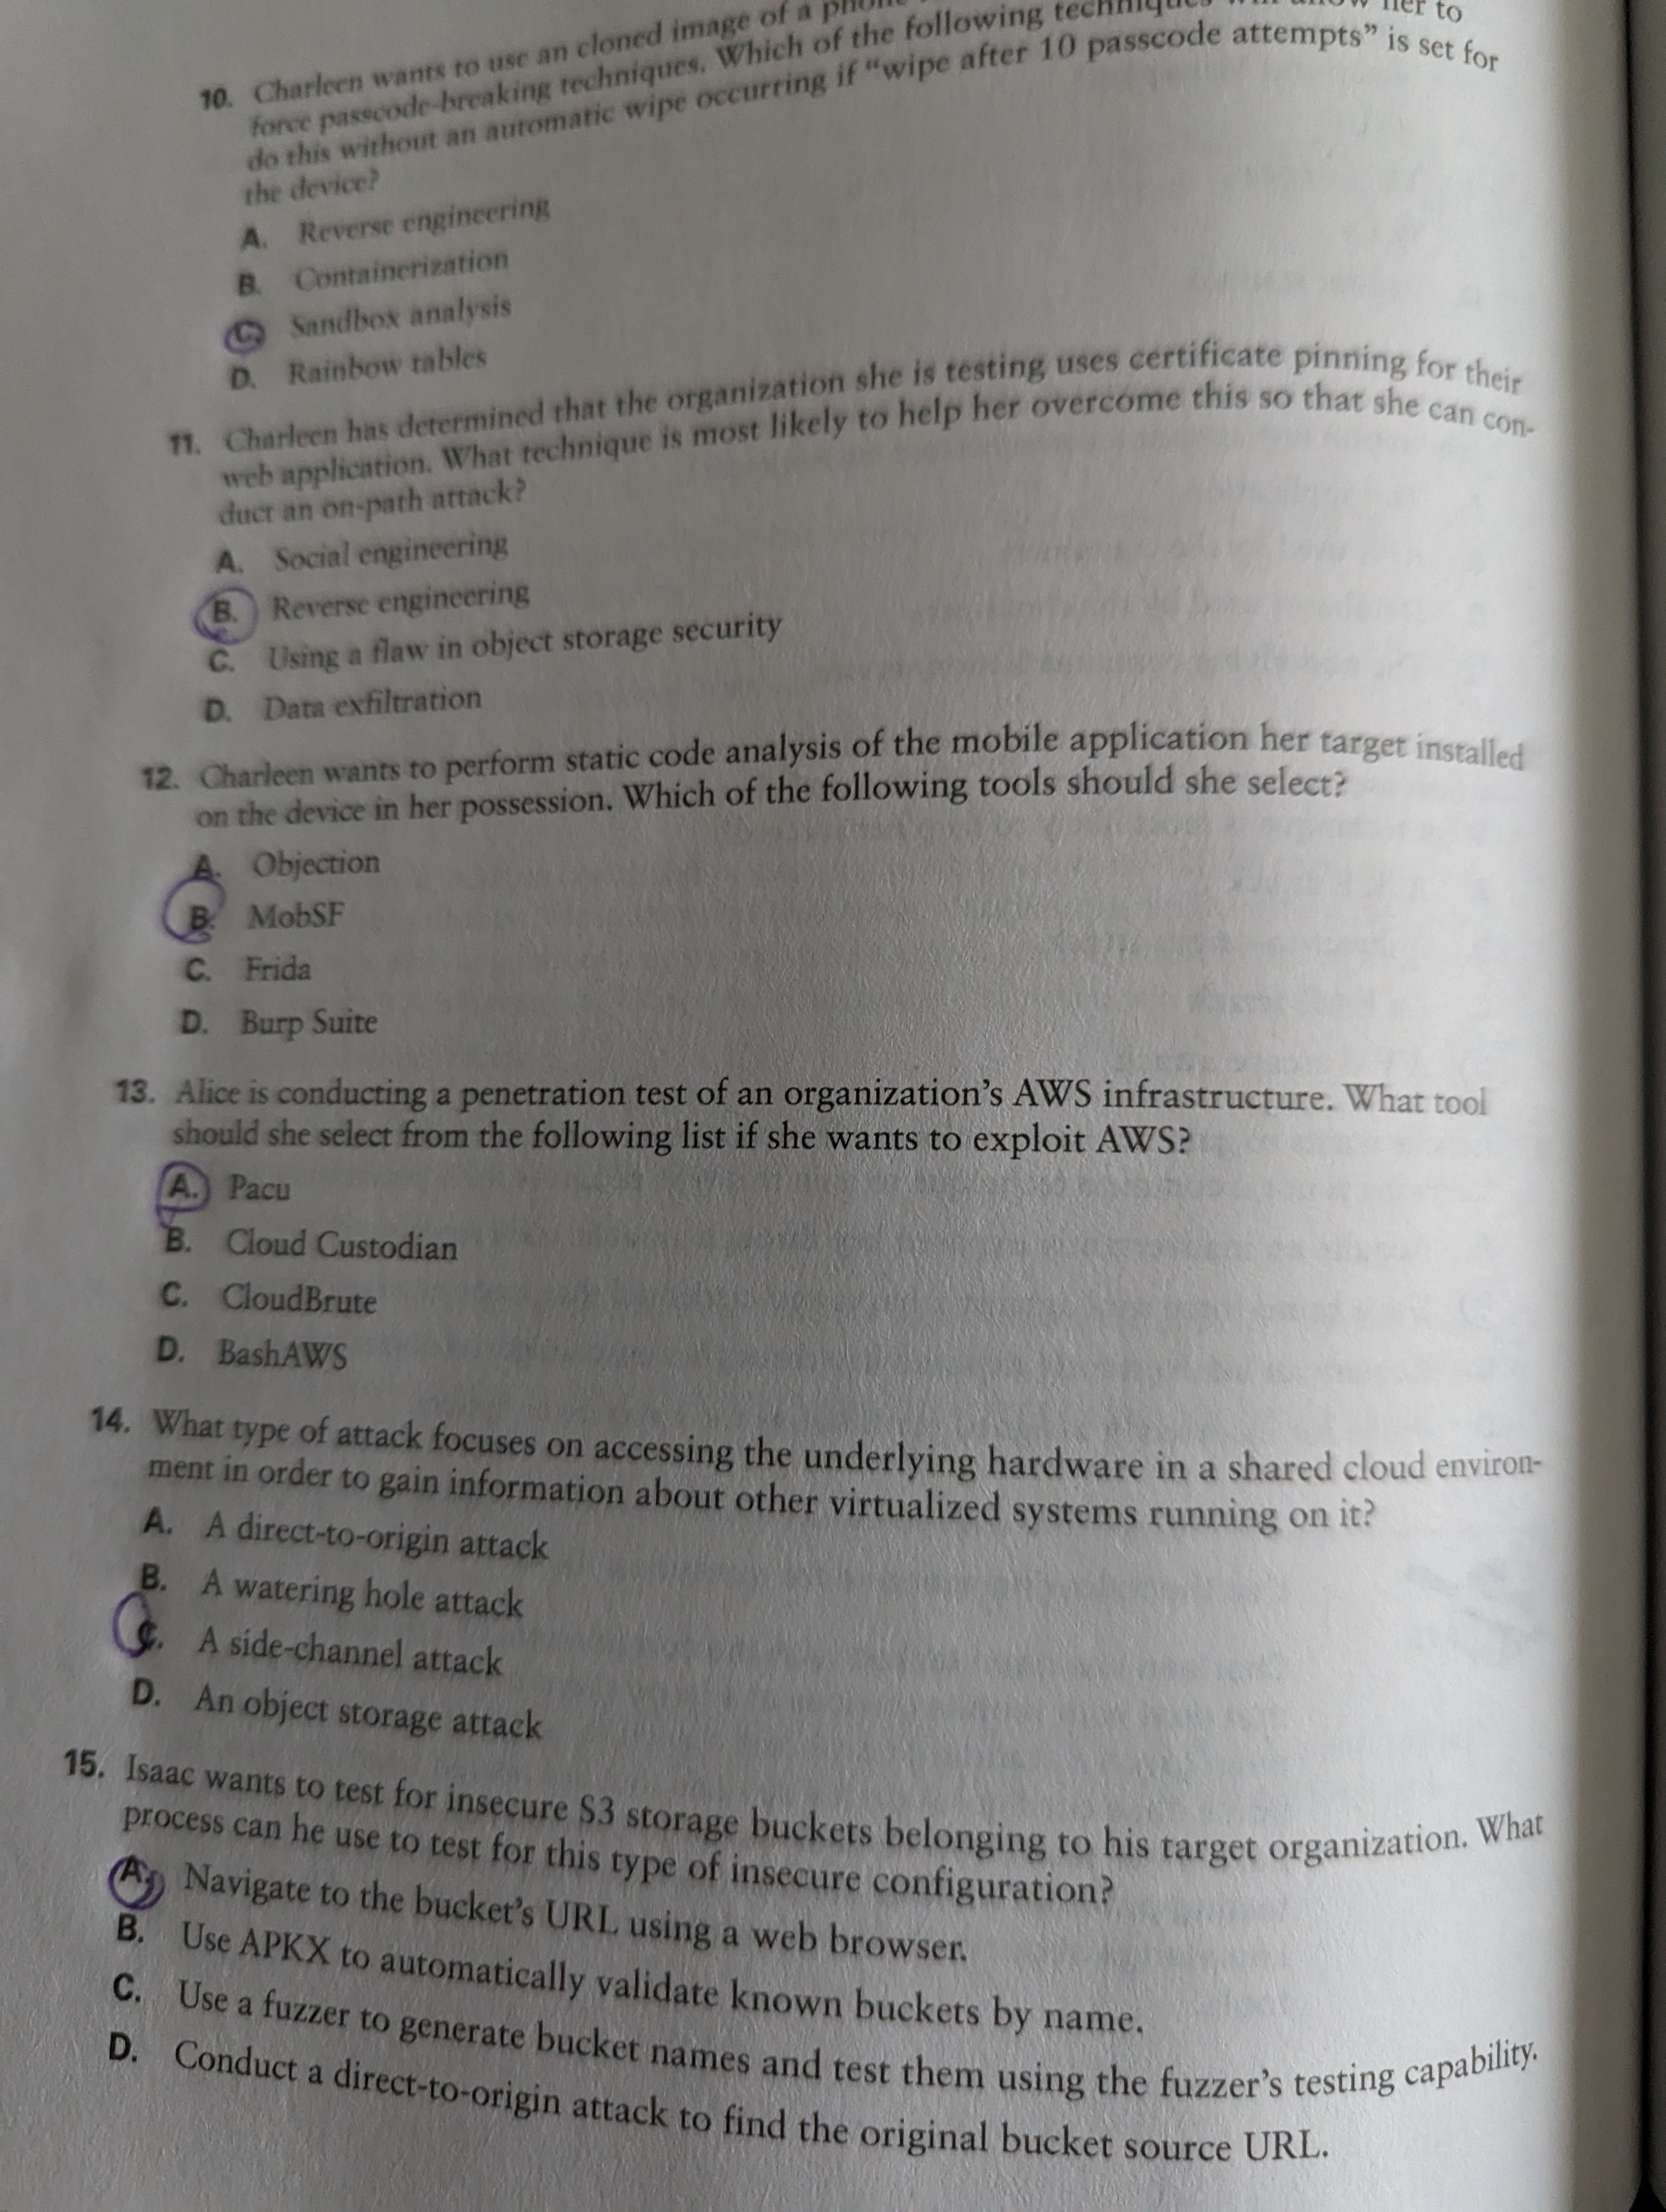 10. Charleen wants to use an cloned image of a
force passcode-breaking techniques. Which of the following techniques her to
do this without an automatic wipe occurring if “wipe after 10 passcode attempts” is set for
the device?
A. Reverse engineering
B. Containerization
C. Sandbox analysis
D. Rainbow tables
11. Charleen has determined that the organization she is testing uses certificate pinning for their
web application. What technique is most likely to help her overcome this so that she can con-
duct an on-path attack?
A. Social engineering
B. Reverse engineering
C. Using a flaw in object storage security
D. Data exfiltration
12. Charleen wants to perform static code analysis of the mobile application her target installed
on the device in her possession. Which of the following tools should she select?
A. Objection
B. MobSF
C. Frida
D. Burp Suite
13. Alice is conducting a penetration test of an organization’s AWS infrastructure. What tool
should she select from the following list if she wants to exploit AWS?
A. Pacu
B. Cloud Custodian
C. CloudBrute
D. BashAWS
14. What type of attack focuses on accessing the underlying hardware in a shared cloud environ-
ment in order to gain information about other virtualized systems running on it?
A. A direct-to-origin attack
B. A watering hole attack
C. A side-channel attack
D. An object storage attack
15. Isaac wants to test for insecure S3 storage buckets belonging to his target organization. What
process can he use to test for this type of insecure configuration?
A. Navigate to the bucket’s URL using a web browser.
B. Use APKX to automatically validate known buckets by name.
C. Use a fuzzer to generate bucket names and test them using the fuzzer’s testing capability.
D. Conduct a direct-to-origin attack to find the original bucket source URL.